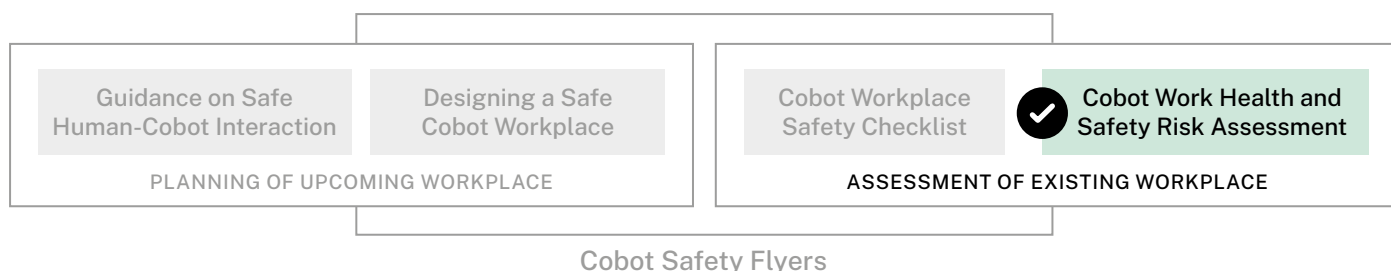 Guidance on Safe
Human-Cobot Interaction
Designing a Safe
Cobot Workplace
PLANNING OF UPCOMING WORKPLACE
Cobot Workplace
Safety Checklist
Cobot Work Health and
Safety Risk Assessment
ASSESSMENT OF EXISTING WORKPLACE
Cobot Safety Flyers